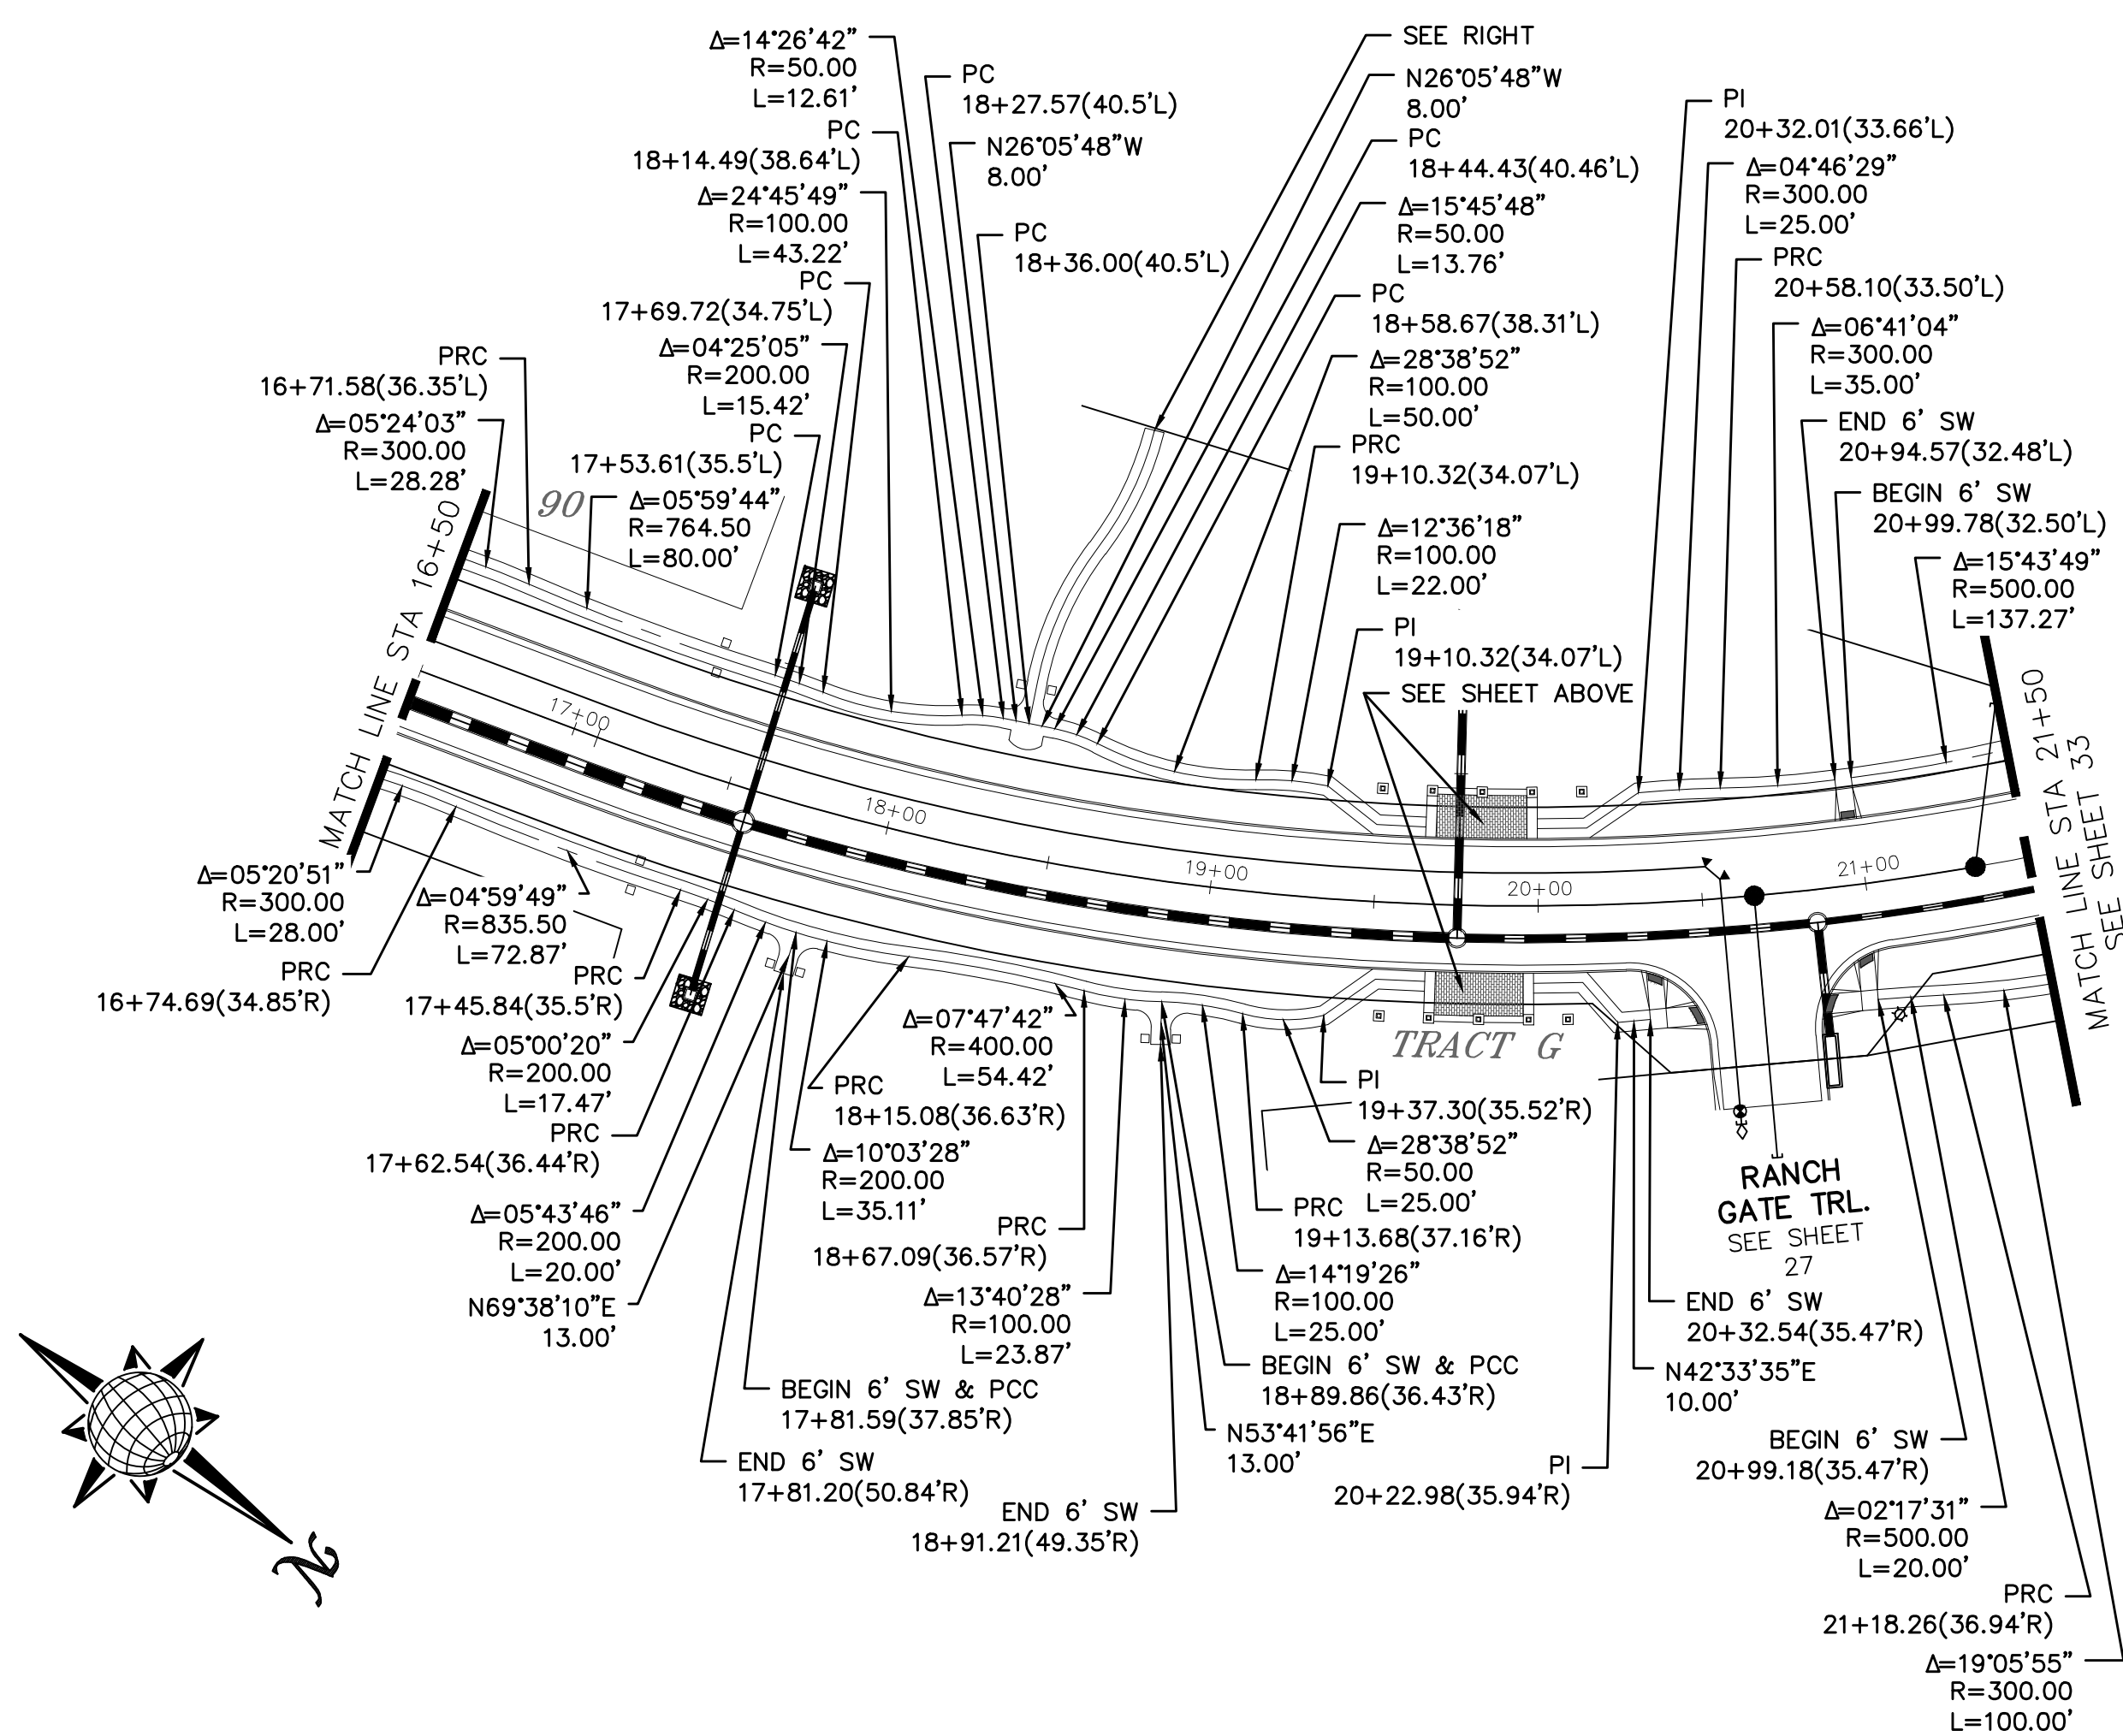 Δ=14°26'42"
R=50.00
L=12.61'
PC
18+14.49(38.64'L)
Δ=24°45'49"
R=100.00
L=43.22'
PC
17+69.72(34.75'L)
Δ=04°25'05"
R=200.00
L=15.42'
PC
17+53.61(35.5'L)
Δ=05°59'44"
R=764.50
L=80.00'
PRC
16+71.58(36.35'L)
Δ=05°24'03"
R=300.00
L=28.28'
90
PC
18+27.57(40.5'L)
N26°05'48"W
8.00'
PC
18+36.00(40.5'L)
SEE RIGHT
N26°05'48"W
8.00'
PC
18+44.43(40.46'L)
Δ=15°45'48"
R=50.00
L=13.76'
PC
18+58.67(38.31'L)
Δ=28°38'52"
R=100.00
L=50.00'
PRC
19+10.32(34.07'L)
Δ=12°36'18"
R=100.00
L=22.00'
PI
19+10.32(34.07'L)
SEE SHEET ABOVE
PI
20+32.01(33.66'L)
Δ=04°46'29"
R=300.00
L=25.00'
PRC
20+58.10(33.50'L)
Δ=06°41'04"
R=300.00
L=35.00'
END 6' SW
20+94.57(32.48'L)
BEGIN 6' SW
20+99.78(32.50'L)
Δ=15°43'49"
R=500.00
L=137.27'
MATCH LINE STA 16+50
17+00
18+00
19+00
20+00
21+00
MATCH LINE STA 21+50
SEE SHEET 33
Δ=05°20'51"
R=300.00
L=28.00'
PRC
16+74.69(34.85'R)
Δ=04°59'49"
R=835.50
L=72.87'
PRC
17+45.84(35.5'R)
Δ=05°00'20"
R=200.00
L=17.47'
PRC
17+62.54(36.44'R)
Δ=05°43'46"
R=200.00
L=20.00'
N69°38'10"E
13.00'
Δ=07°47'42"
R=400.00
L=54.42'
PRC
18+15.08(36.63'R)
Δ=10°03'28"
R=200.00
L=35.11'
PRC
18+67.09(36.57'R)
Δ=13°40'28"
R=100.00
L=23.87'
BEGIN 6' SW & PCC
17+81.59(37.85'R)
END 6' SW
17+81.20(50.84'R)
END 6' SW
18+91.21(49.35'R)
TRACT G
PI
19+37.30(35.52'R)
Δ=28°38'52"
R=50.00
L=25.00'
PRC
19+13.68(37.16'R)
Δ=14°19'26"
R=100.00
L=25.00'
BEGIN 6' SW & PCC
18+89.86(36.43'R)
N53°41'56"E
13.00'
PI
20+22.98(35.94'R)
RANCH
GATE TRL.
SEE SHEET
27
END 6' SW
20+32.54(35.47'R)
N42°33'35"E
10.00'
BEGIN 6' SW
20+99.18(35.47'R)
Δ=02°17'31"
R=500.00
L=20.00'
PRC
21+18.26(36.94'R)
Δ=19°05'55"
R=300.00
L=100.00'
N